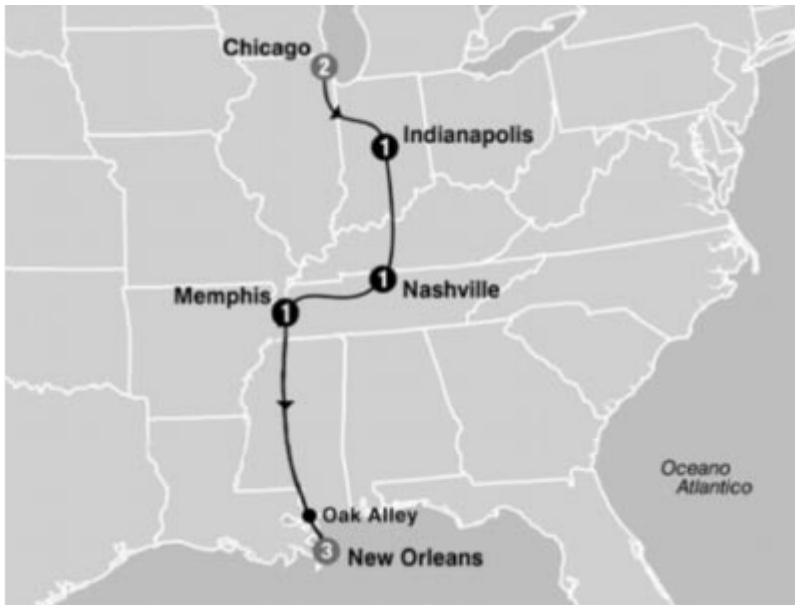 Chicago
2
Indianapolis
1
Memphis
1
1
Nashville
Oceano
Atlantico
Oak Alley
3
New Orleans